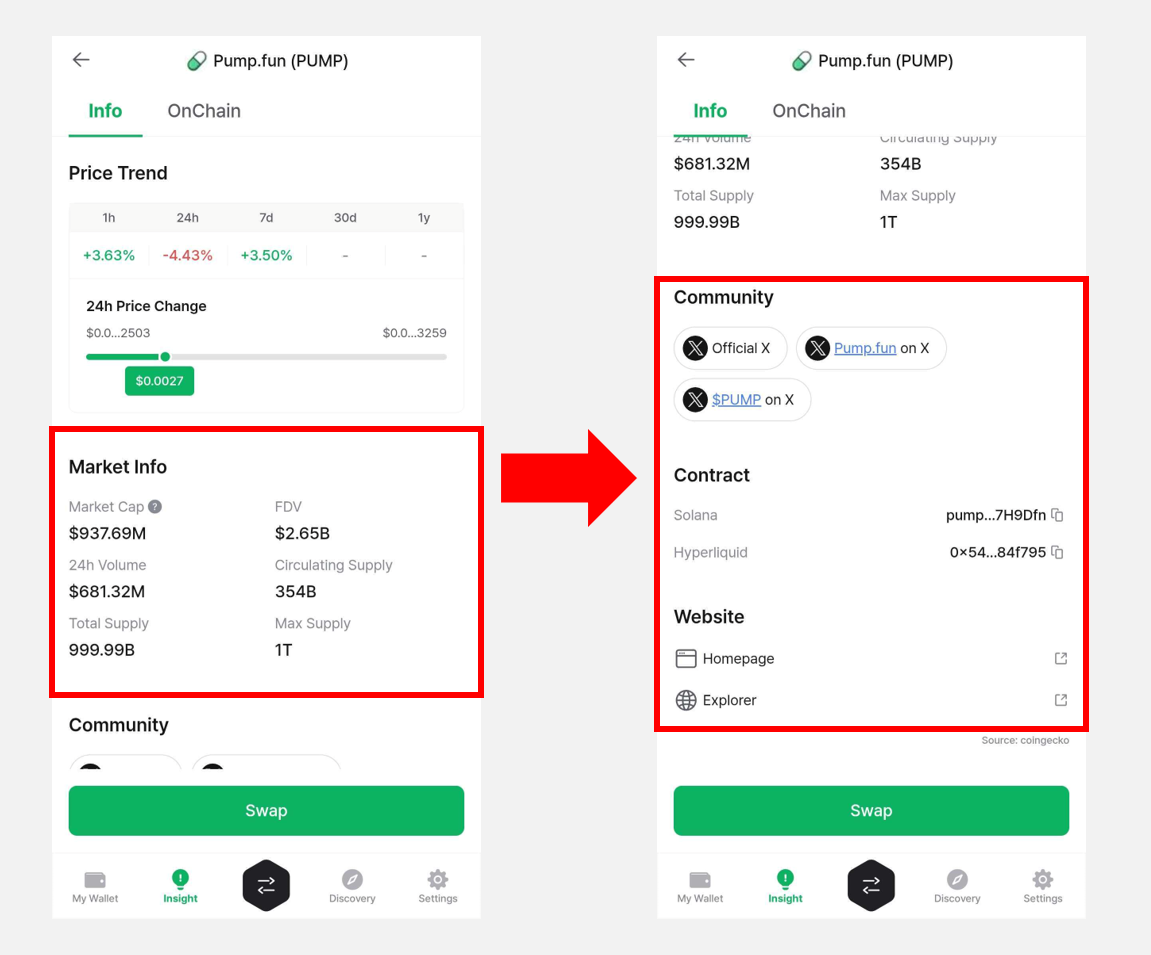 Pump.fun (PUMP)
Info OnChain
Price Trend
1h 24h 7d 30d 1y
+3.63% -4.43% +3.50% - -
24h Price Change
$0.0...2503 $0.0...3259
$0.0027
Market Info
Market Cap ? FDV
$937.69M $2.65B
24h Volume Circulating Supply
$681.32M 354B
Total Supply Max Supply
999.99B 1T
Community
Swap
My Wallet Insight Discovery Settings
Pump.fun (PUMP)
Info OnChain
24h Volume Circulating Supply
$681.32M 354B
Total Supply Max Supply
999.99B 1T
Community
Official X Pump.fun on X
$PUMP on X
Contract
Solana pump...7H9Dfn
Hyperliquid 0×54...84f795
Website
Homepage
Explorer
Source: coingecko
Swap
My Wallet Insight Discovery Settings